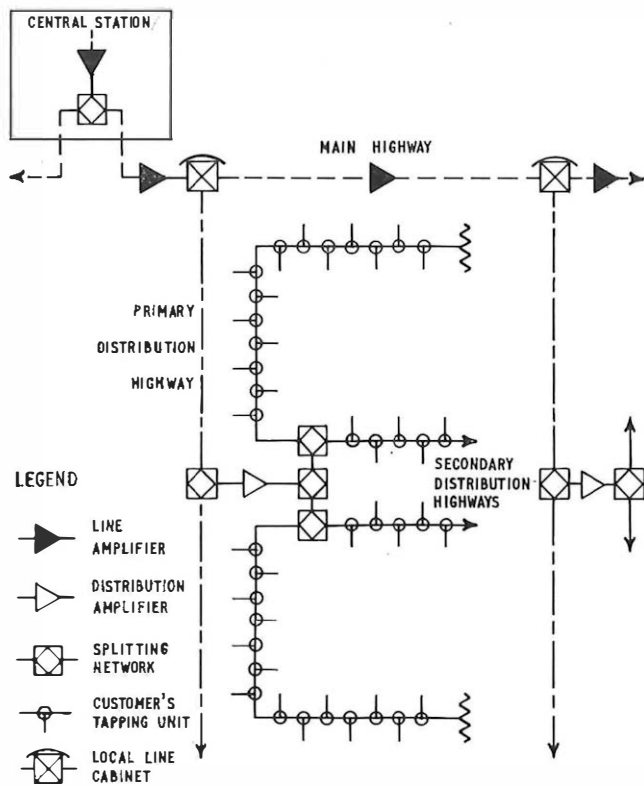 CENTRAL STATION
MAIN HIGHWAY
PRIMARY
DISTRIBUTION
HIGHWAY
SECONDARY
DISTRIBUTION
HIGHWAYS
LEGEND
LINE
AMPLIFIER
DISTRIBUTION
AMPLIFIER
SPLITTING
NETWORK
CUSTOMER'S
TAPPING UNIT
LOCAL LINE
CABINET